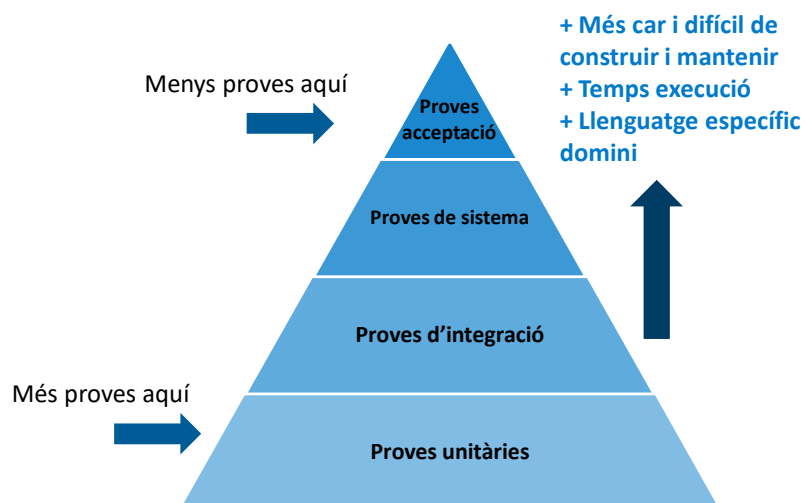 + Més car i difícil de
construir i mantenir
+ Temps execució
+ Llenguatge específic
domini
Menys proves aquí
Proves
acceptació
Proves de sistema
Proves d’integració
Més proves aquí
Proves unitàries